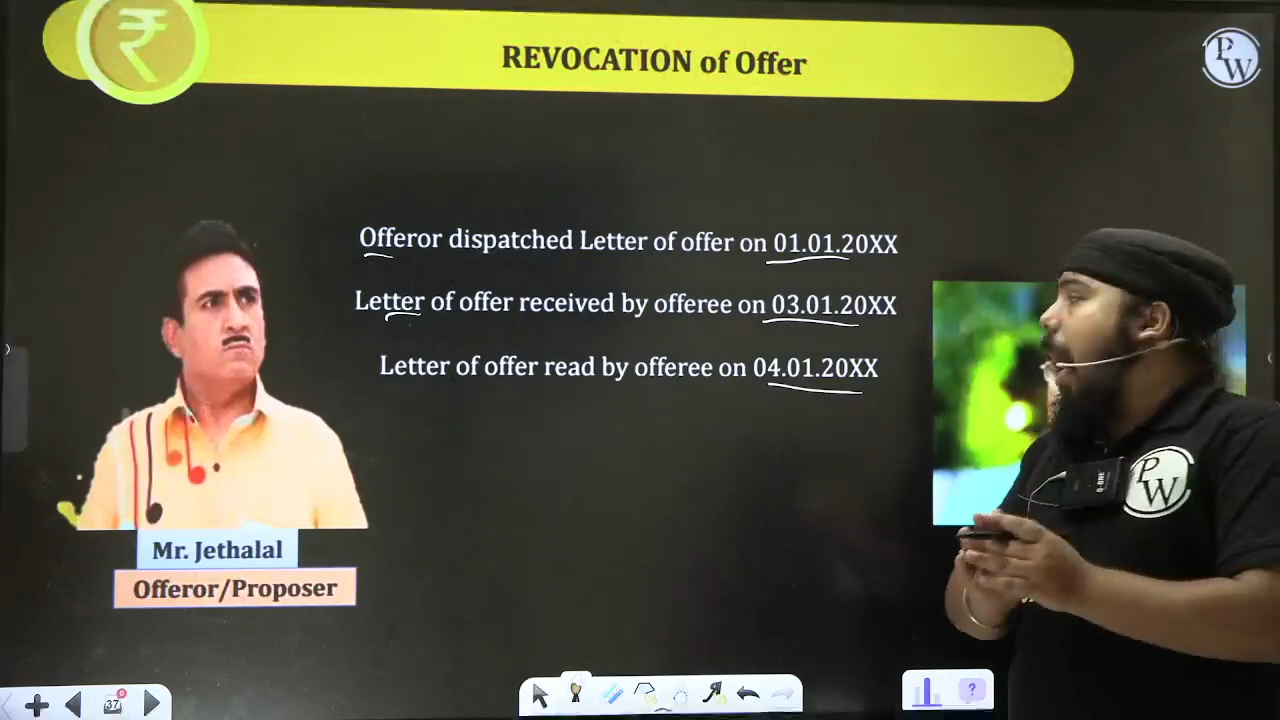 ₹
REVOCATION of Offer
PW
Offeror dispatched Letter of offer on 01.01.20XX
Letter of offer received by offeree on 03.01.20XX
Letter of offer read by offeree on 04.01.20XX
PW
Mr. Jethalal
Offeror/Proposer
37
0
?